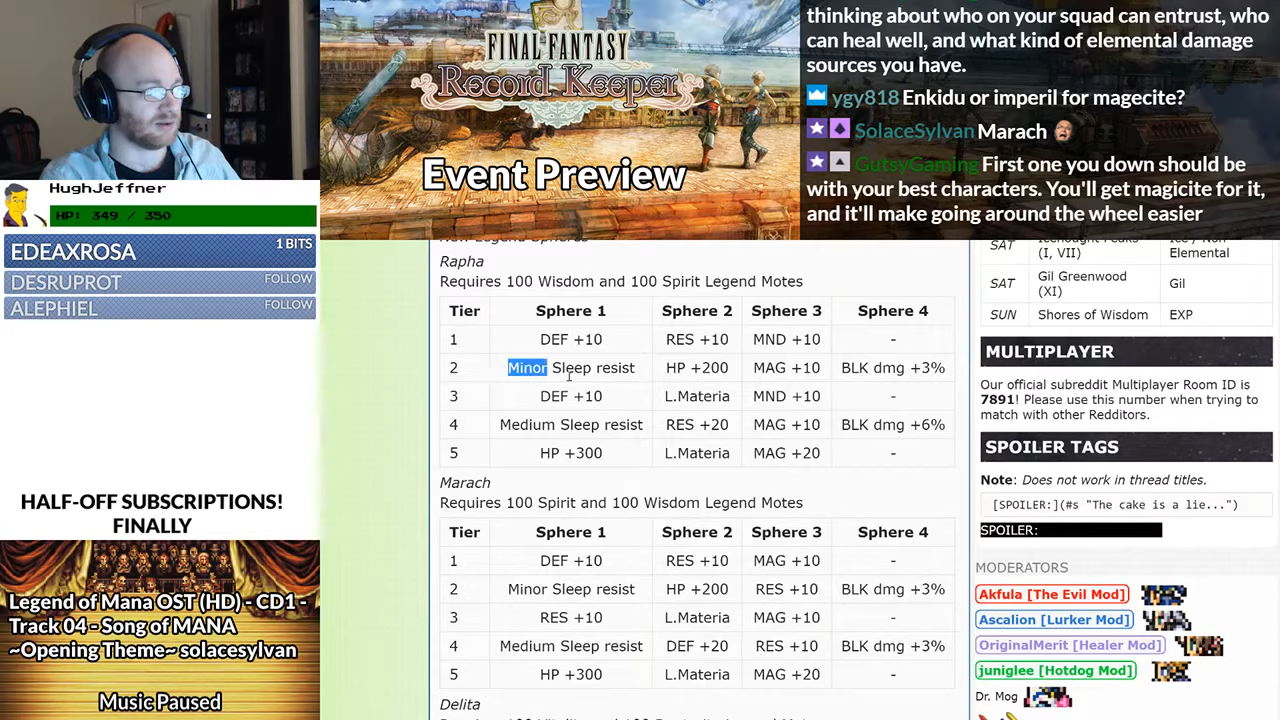 thinking about who on your squad can entrust, who
can heal well, and what kind of elemental damage
sources you have.
ygy818 Enkidu or imperil for magecite?
SolaceSylvan Marach
GutsyGaming First one you down should be
with your best characters. You'll get magicite for it,
and it'll make going around the wheel easier
FINAL FANTASY
Record Keeper
Event Preview
HughJeffner
HP: 349 / 350
EDEAXROSA 1 BITS
DESRUPROT FOLLOW
ALEPHIEL FOLLOW
HALF-OFF SUBSCRIPTIONS!
FINALLY
Legend of Mana OST (HD) - CD1 -
Track 04 - Song of MANA
~Opening Theme~ solacesylvan
Music Paused
Rapha
Requires 100 Wisdom and 100 Spirit Legend Motes
Tier Sphere 1 Sphere 2 Sphere 3 Sphere 4
1 DEF +10 RES +10 MND +10 -
2 Minor Sleep resist HP +200 MAG +10 BLK dmg +3%
3 DEF +10 L.Materia MND +10 -
4 Medium Sleep resist RES +20 MAG +10 BLK dmg +6%
5 HP +300 L.Materia MAG +20 -
Marach
Requires 100 Spirit and 100 Wisdom Legend Motes
Tier Sphere 1 Sphere 2 Sphere 3 Sphere 4
1 DEF +10 RES +10 MAG +10 -
2 Minor Sleep resist HP +200 RES +10 BLK dmg +3%
3 RES +10 L.Materia MAG +10 -
4 Medium Sleep resist DEF +20 RES +10 BLK dmg +3%
5 HP +300 L.Materia MAG +20 -
Delita
SAT (I, VII) Elemental
SAT Gil Greenwood (XI) Gil
SUN Shores of Wisdom EXP
MULTIPLAYER
Our official subreddit Multiplayer Room ID is
7891! Please use this number when trying to
match with other Redditors.
SPOILER TAGS
Note: Does not work in thread titles.
[SPOILER:](#s "The cake is a lie...")
SPOILER:
MODERATORS
Akfula [The Evil Mod]
Ascalion [Lurker Mod]
OriginalMerit [Healer Mod]
juniglee [Hotdog Mod]
Dr. Mog